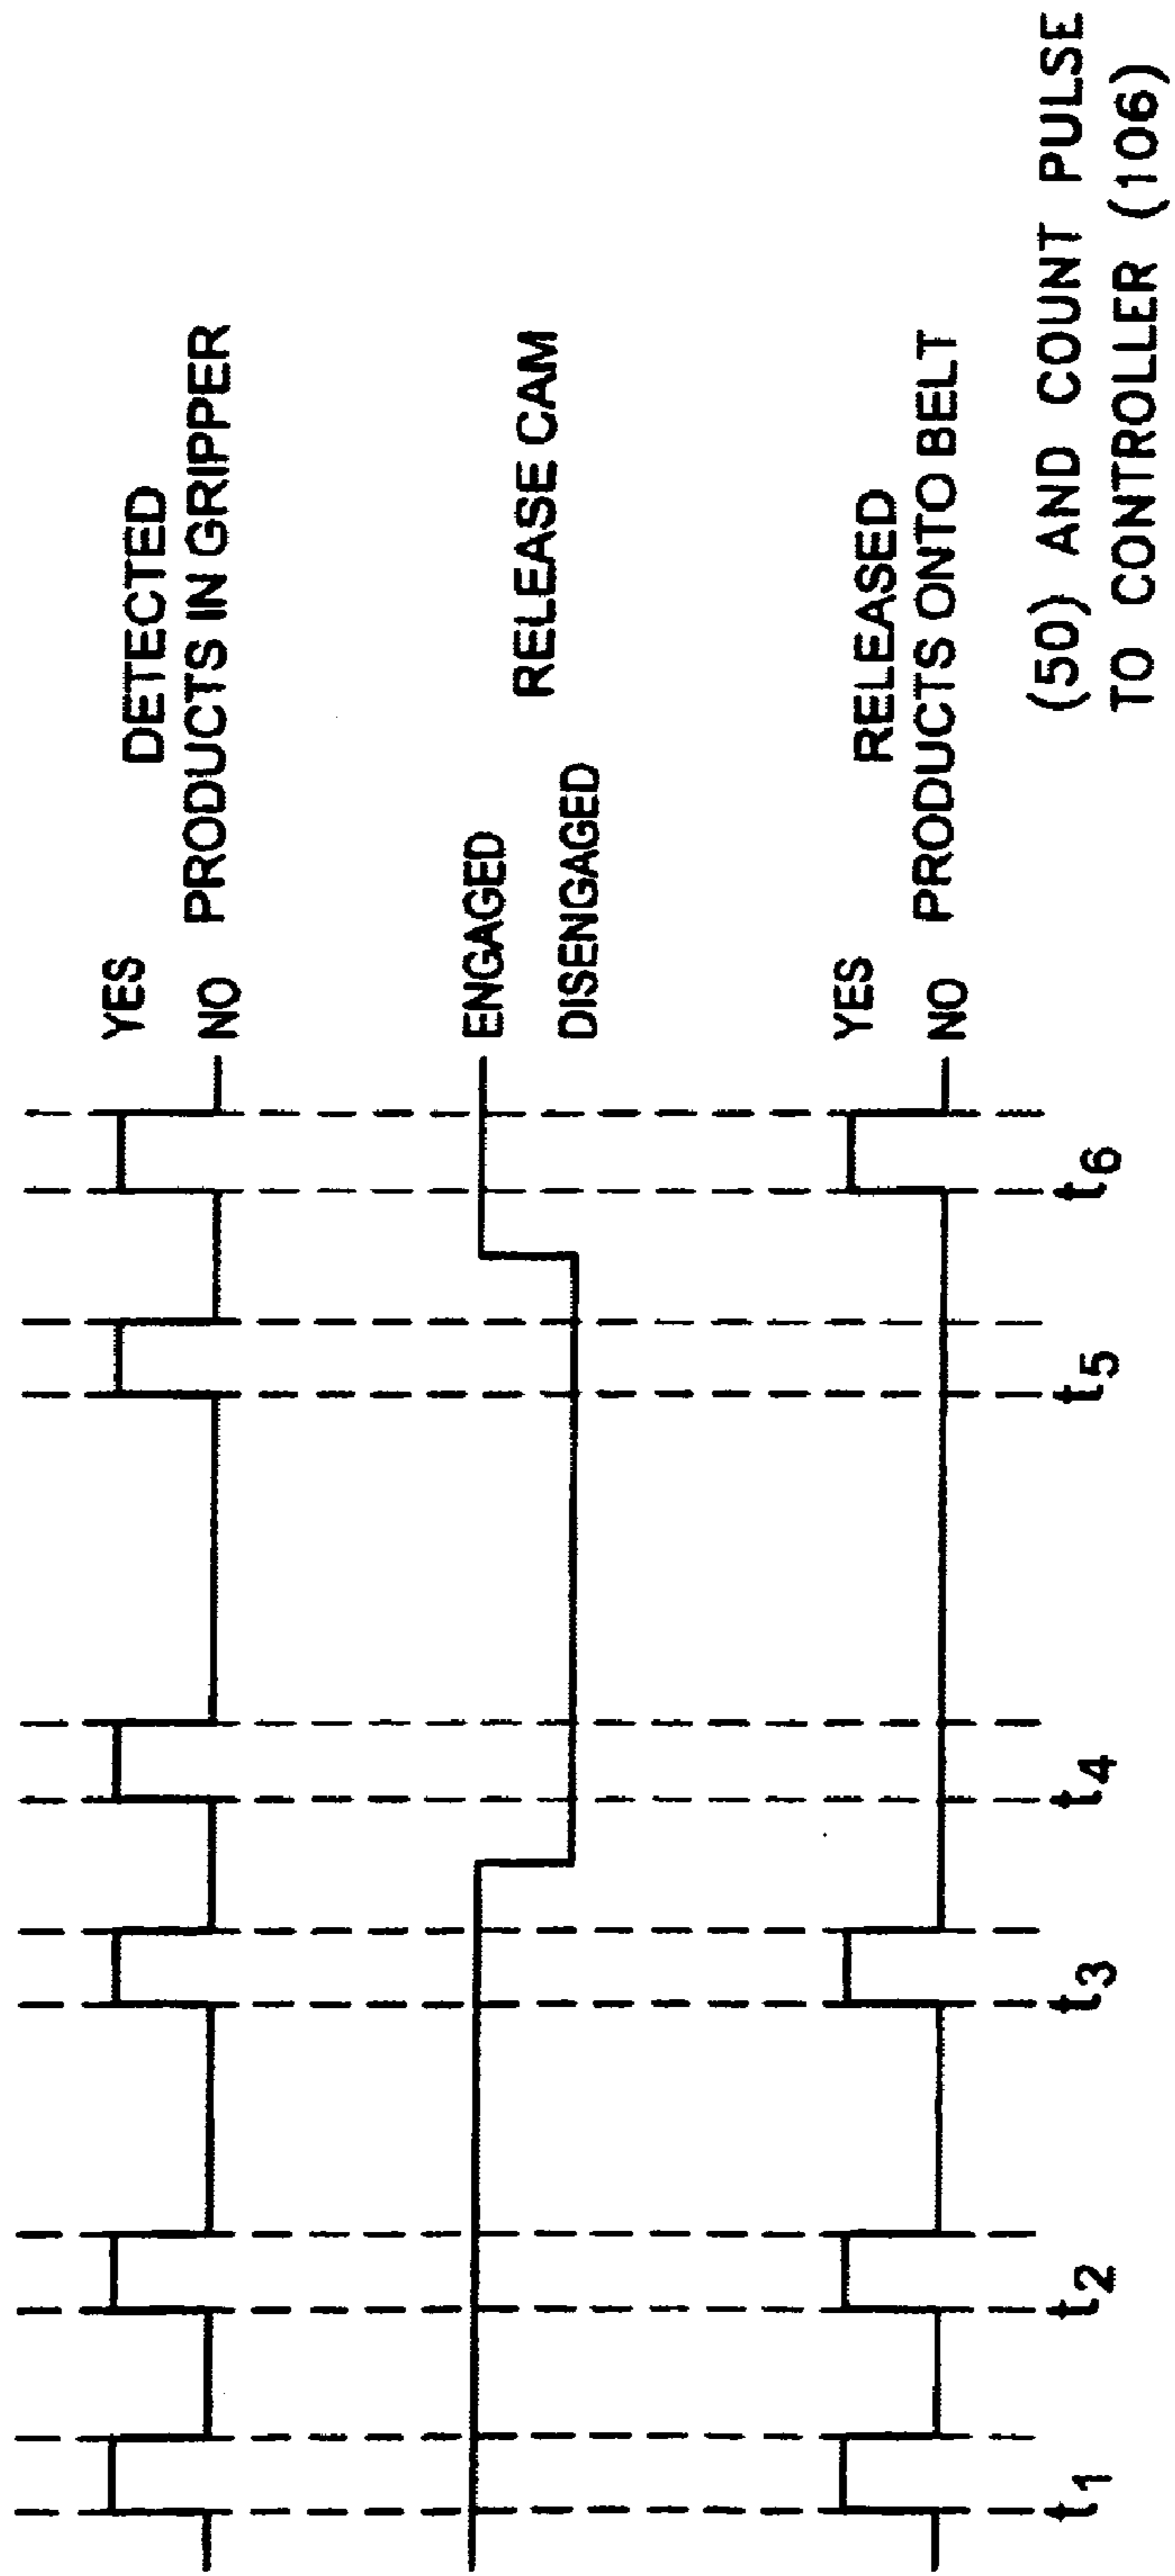 YES
NO
DETECTED
PRODUCTS IN GRIPPER
ENGAGED
DISENGAGED
RELEASE CAM
YES
NO
RELEASED
PRODUCTS ONTO BELT
(50) AND COUNT PULSE
TO CONTROLLER (106)
t1 t2 t3 t4 t5 t6